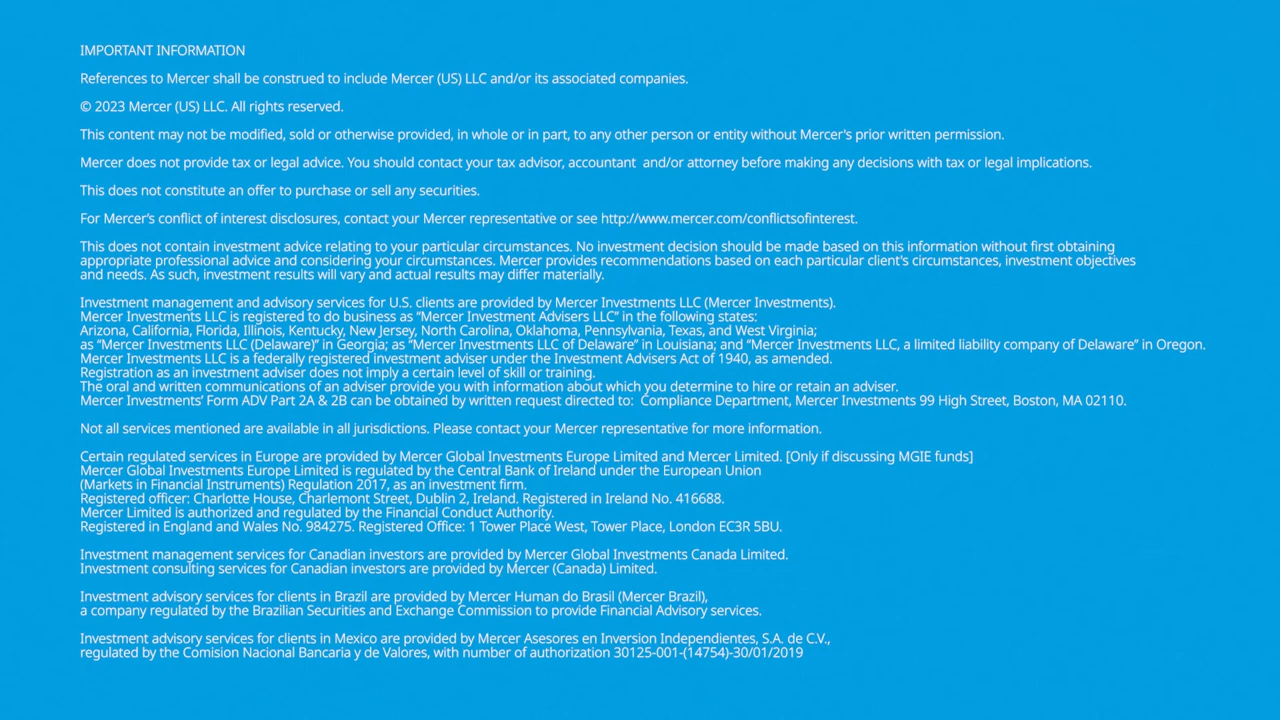 IMPORTANT INFORMATION
References to Mercer shall be construed to include Mercer (US) LLC and/or its associated companies.
© 2023 Mercer (US) LLC. All rights reserved.
This content may not be modified, sold or otherwise provided, in whole or in part, to any other person or entity without Mercer's prior written permission.
Mercer does not provide tax or legal advice. You should contact your tax advisor, accountant  and/or attorney before making any decisions with tax or legal implications.
This does not constitute an offer to purchase or sell any securities.
For Mercer’s conflict of interest disclosures, contact your Mercer representative or see http://www.mercer.com/conflictsofinterest.
This does not contain investment advice relating to your particular circumstances. No investment decision should be made based on this information without first obtaining
appropriate professional advice and considering your circumstances. Mercer provides recommendations based on each particular client's circumstances, investment objectives
and needs. As such, investment results will vary and actual results may differ materially.
Investment management and advisory services for U.S. clients are provided by Mercer Investments LLC (Mercer Investments).
Mercer Investments LLC is registered to do business as “Mercer Investment Advisers LLC” in the following states:
Arizona, California, Florida, Illinois, Kentucky, New Jersey, North Carolina, Oklahoma, Pennsylvania, Texas, and West Virginia;
as “Mercer Investments LLC (Delaware)” in Georgia; as “Mercer Investments LLC of Delaware” in Louisiana; and “Mercer Investments LLC, a limited liability company of Delaware” in Oregon.
Mercer Investments LLC is a federally registered investment adviser under the Investment Advisers Act of 1940, as amended.
Registration as an investment adviser does not imply a certain level of skill or training.
The oral and written communications of an adviser provide you with information about which you determine to hire or retain an adviser.
Mercer Investments’ Form ADV Part 2A & 2B can be obtained by written request directed to:  Compliance Department, Mercer Investments 99 High Street, Boston, MA 02110.
Not all services mentioned are available in all jurisdictions. Please contact your Mercer representative for more information.
Certain regulated services in Europe are provided by Mercer Global Investments Europe Limited and Mercer Limited. [Only if discussing MGIE funds]
Mercer Global Investments Europe Limited is regulated by the Central Bank of Ireland under the European Union
(Markets in Financial Instruments) Regulation 2017, as an investment firm.
Registered officer: Charlotte House, Charlemont Street, Dublin 2, Ireland. Registered in Ireland No. 416688.
Mercer Limited is authorized and regulated by the Financial Conduct Authority.
Registered in England and Wales No. 984275. Registered Office: 1 Tower Place West, Tower Place, London EC3R 5BU.
Investment management services for Canadian investors are provided by Mercer Global Investments Canada Limited.
Investment consulting services for Canadian investors are provided by Mercer (Canada) Limited.
Investment advisory services for clients in Brazil are provided by Mercer Human do Brasil (Mercer Brazil),
a company regulated by the Brazilian Securities and Exchange Commission to provide Financial Advisory services.
Investment advisory services for clients in Mexico are provided by Mercer Asesores en Inversion Independientes, S.A. de C.V.,
regulated by the Comision Nacional Bancaria y de Valores, with number of authorization 30125-001-(14754)-30/01/2019